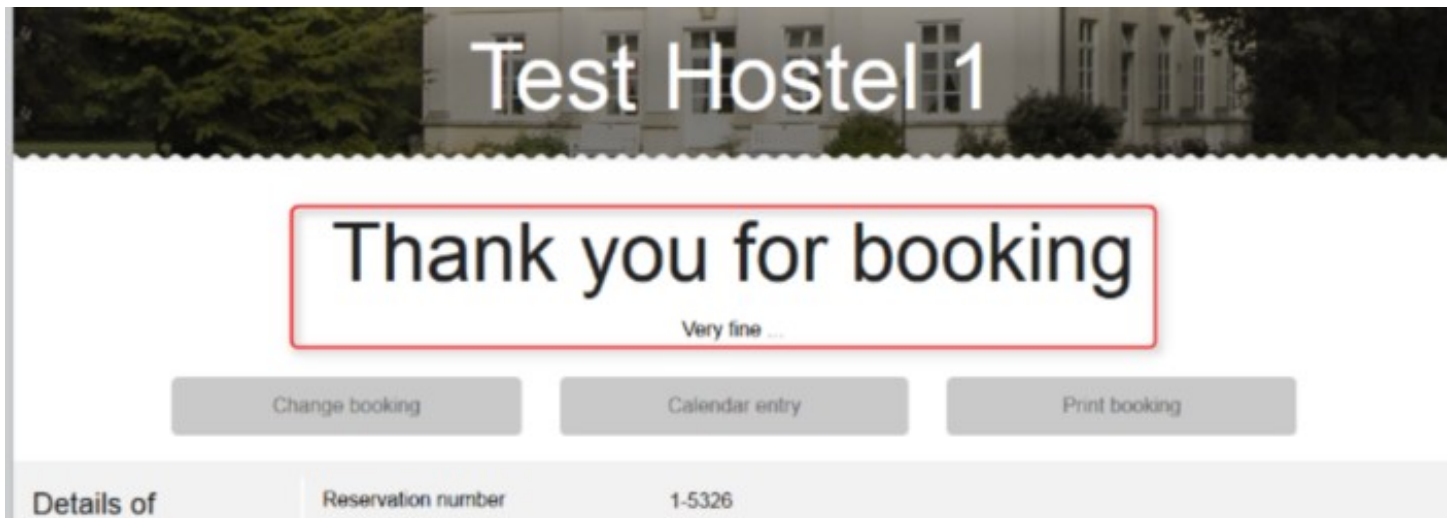 Test Hostel 1
Thank you for booking
Very fine ...
Change booking Calendar entry Print booking
Details of Reservation number 1-5326